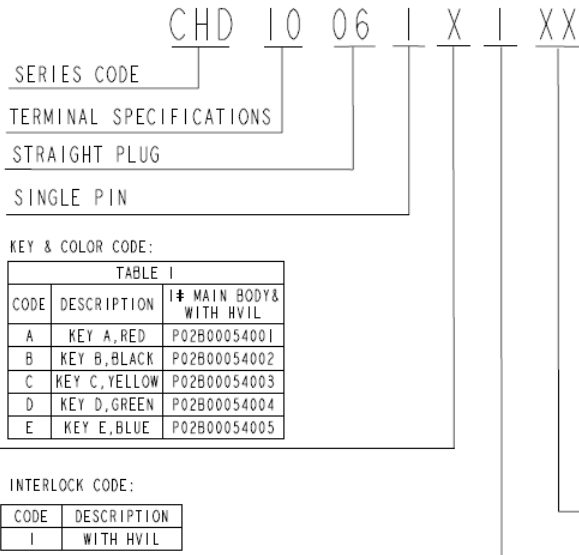 CHD 10 06 1 X 1 XX
SERIES CODE
TERMINAL SPECIFICATIONS
STRAIGHT PLUG
SINGLE PIN
KEY & COLOR CODE:
TABLE 1
CODE DESCRIPTION 1# MAIN BODY& WITH HVIL
A KEY A,RED P02B00054001
B KEY B,BLACK P02B00054002
C KEY C,YELLOW P02B00054003
D KEY D,GREEN P02B00054004
E KEY E,BLUE P02B00054005
INTERLOCK CODE:
CODE DESCRIPTION
1 WITH HVIL